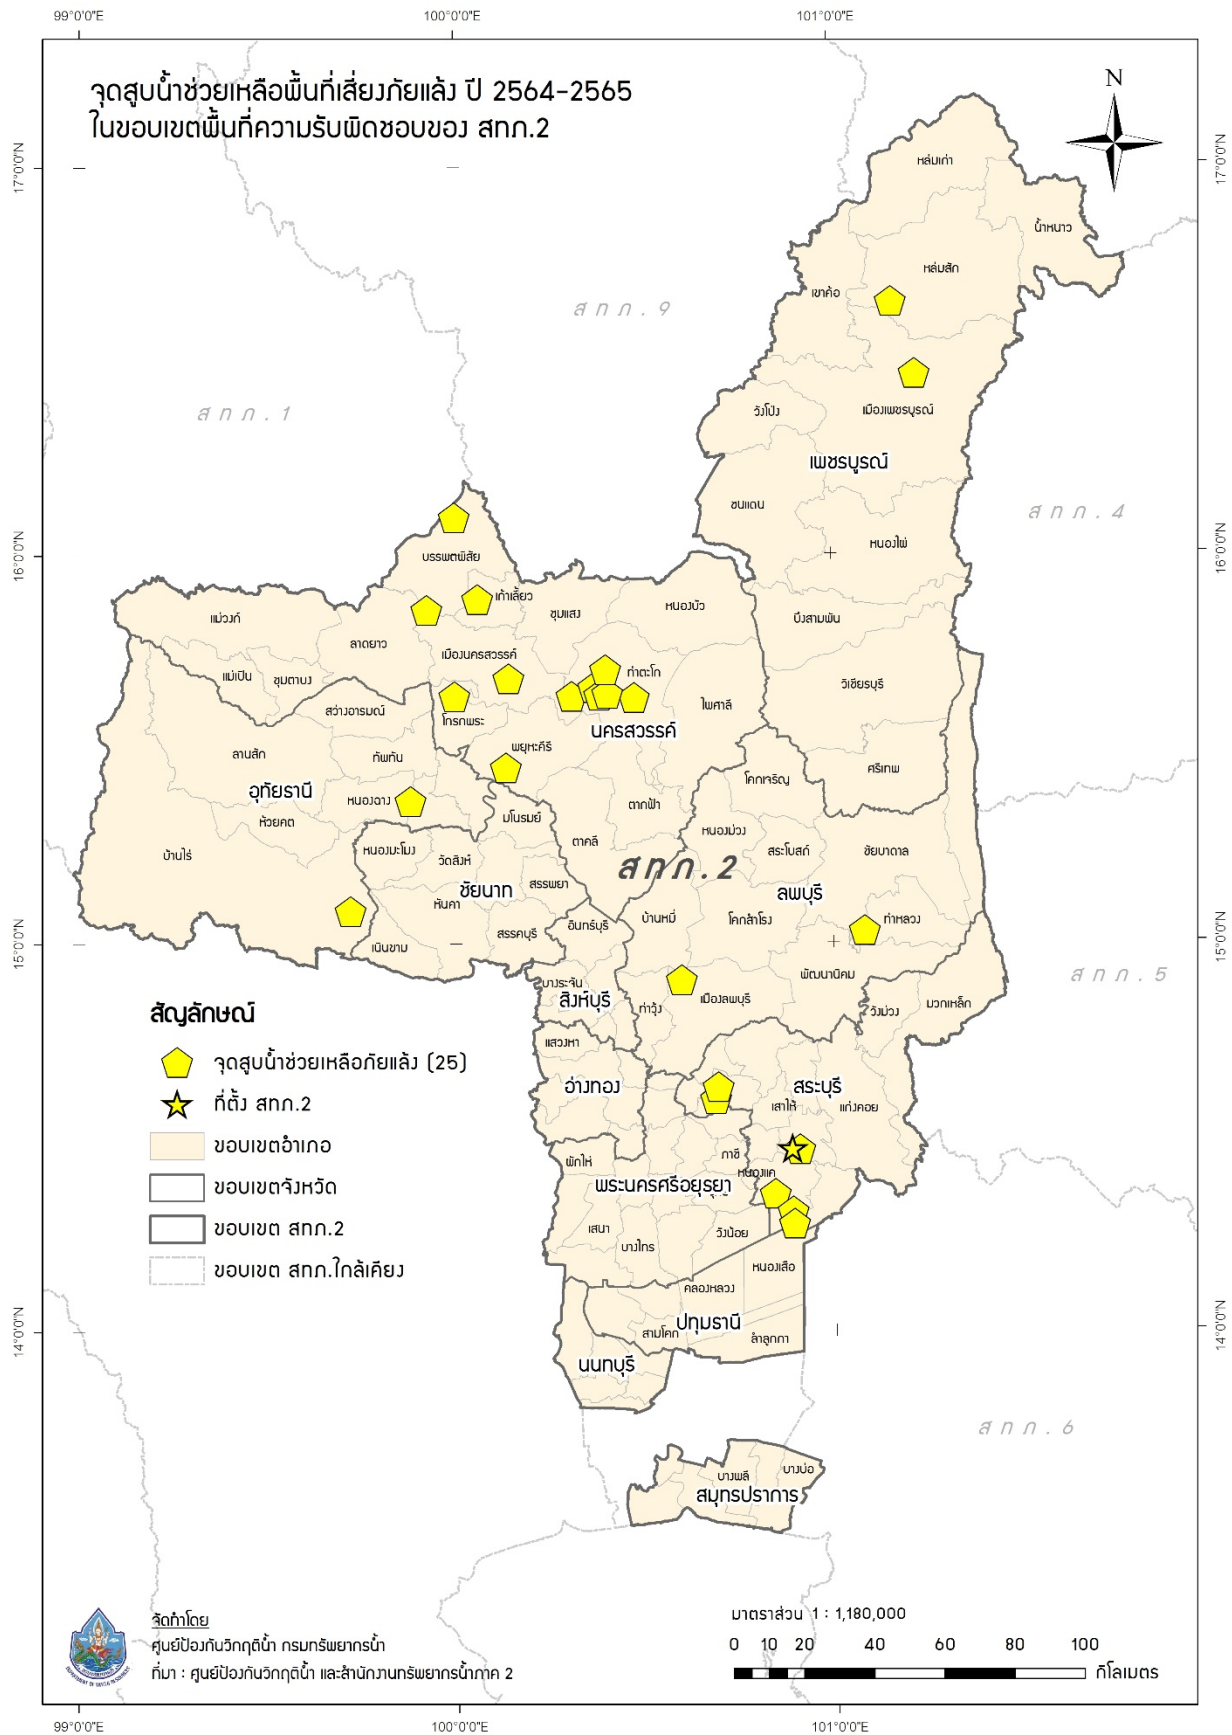 99°0'0"E
100°0'0"E
101°0'0"E
จุดสูบน้ำช่วยเหลือพื้นที่เสี่ยงภัยแล้ง ปี 2564-2565
ในขอบเขตพื้นที่ความรับผิดชอบของ สทภ.2
N
17°0'0"N
17°0'0"N
หล่มเก่า
น้ำหนาว
หล่มสัก
เขาค้อ
สทภ.9
สทภ.1
วังโป่ง
เมืองเพชรบูรณ์
เพชรบูรณ์
ชนแดน
สทภ.4
หนองไผ่
16°0'0"N
16°0'0"N
บรรพตพิสัย
เก้าเลี้ยว
ชุมแสง
หนองบัว
บึงสามพัน
แม่วงก์
ลาดยาว
เมืองนครสวรรค์
ท่าตะโก
แม่เปิน
ชุมตาบง
วิเชียรบุรี
สว่างอารมณ์
โกรกพระ
ไพศาลี
นครสวรรค์
ลานสัก
ทัพทัน
พยุหะคีรี
ศรีเทพ
โคกเจริญ
อุทัยธานี
หนองฉาง
ตากฟ้า
ห้วยคต
มโนรมย์
หนองม่วง
ตาคลี
สระโบสถ์
ชัยบาดาล
บ้านไร่
หนองมะโมง
วัดสิงห์
สทภ.2
ชัยนาท
สรรพยา
ลพบุรี
หันคา
บ้านหมี่
โคกสำโรง
ท่าหลวง
สรรคบุรี
อินทร์บุรี
เนินขาม
15°0'0"N
15°0'0"N
พัฒนานิคม
สทภ.5
บางระจัน
สิงห์บุรี
ท่าวุ้ง
เมืองลพบุรี
วังม่วง
มวกเหล็ก
สัญลักษณ์
จุดสูบน้ำช่วยเหลือภัยแล้ง (25)
ที่ตั้ง สทภ.2
ขอบเขตอำเภอ
ขอบเขตจังหวัด
ขอบเขต สทภ.2
ขอบเขต สทภ.ใกล้เคียง
แสวงหา
อ่างทอง
สระบุรี
เสาไห้
แก่งคอย
ผักไห่
ภาชี
หนองแค
พระนครศรีอยุธยา
เสนา
บางไทร
วังน้อย
หนองเสือ
คลองหลวง
ปทุมธานี
สามโคก
ลำลูกกา
14°0'0"N
14°0'0"N
นนทบุรี
สทภ.6
บางพลี
บางบ่อ
สมุทรปราการ
จัดทำโดย
ศูนย์ป้องกันวิกฤติน้ำ กรมทรัพยากรน้ำ
ที่มา : ศูนย์ป้องกันวิกฤติน้ำ และสำนักงานทรัพยากรน้ำภาค 2
มาตราส่วน 1 : 1,180,000
0 10 20 40 60 80 100
กิโลเมตร
99°0'0"E
100°0'0"E
101°0'0"E